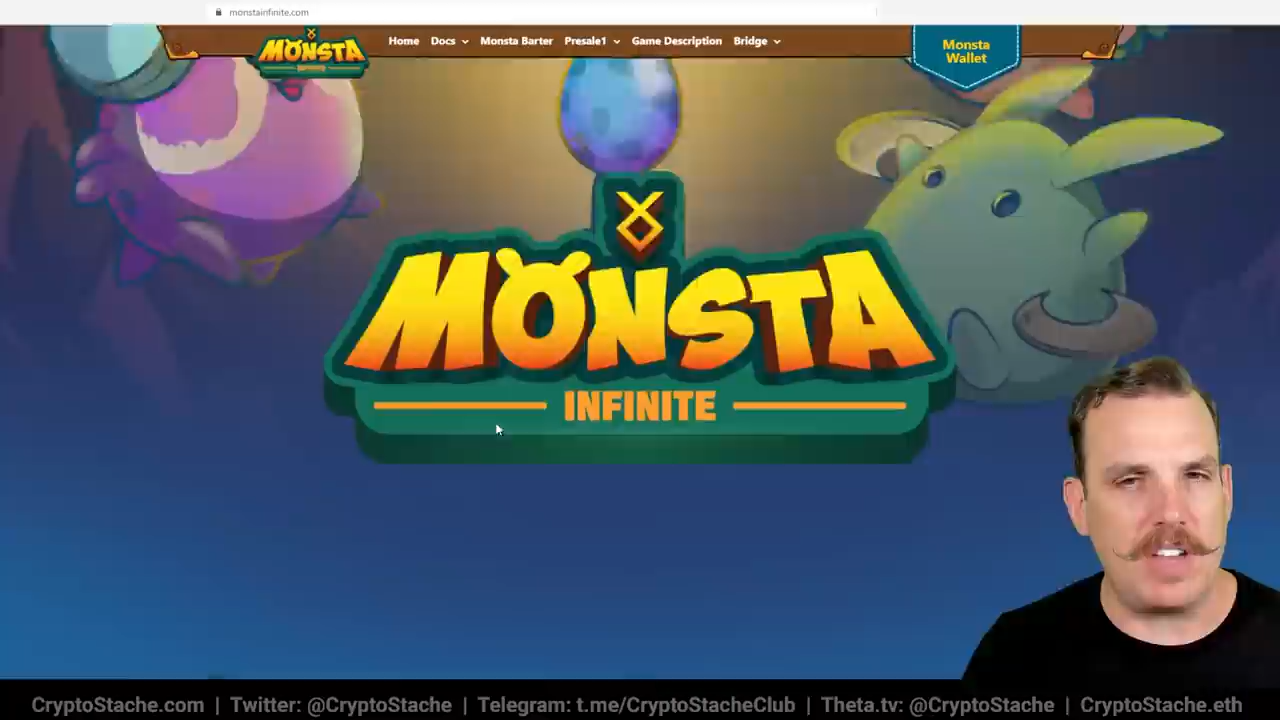 monstainfinite.com
MONSTA
INFINITE
Home Docs Monsta Barter Presale1 Game Description Bridge
Monsta
Wallet
MONSTA
INFINITE
CryptoStache.com | Twitter: @CryptoStache | Telegram: t.me/CryptoStacheClub | Theta.tv: @CryptoStache | CryptoStache.eth